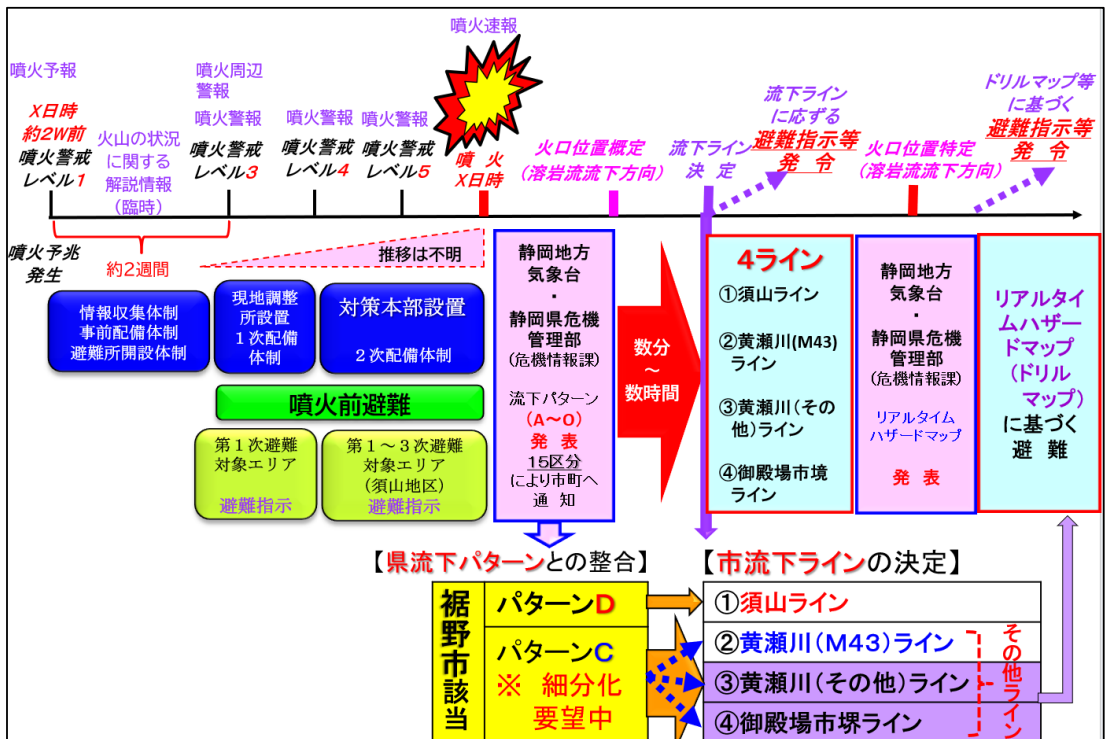 噴火速報
噴火予報
噴火周辺
警報
X日時
約2W前
噴火警戒
レベル1
火山の状況
に関する
解説情報
（臨時）
噴火警報
噴火警戒
レベル3
噴火警報
噴火警戒
レベル4
噴火警報
噴火警戒
レベル5
噴 火
X日時
火口位置概定
（溶岩流流下方向）
流下ライン
決 定
流下ライン
に応ずる
避難指示等
発 令
火口位置特定
（溶岩流流下方向）
ドリルマップ等
に基づく
避難指示等
発 令
噴火予兆
発生
約2週間
推移は不明
情報収集体制
事前配備体制
避難所開設体制
現地調整
所設置
1次配備
体制
対策本部設置
2次配備体制
噴火前避難
第1次避難
対象エリア
避難指示
第1～3次避難
対象エリア
(須山地区)
避難指示
静岡地方
気象台
・
静岡県危機
管理部
(危機情報課)
流下パターン
(A～O)
発 表
15区分
により市町へ
通 知
数分
～
数時間
4ライン
①須山ライン
②黄瀬川(M43)
ライン
③黄瀬川(その
他)ライン
④御殿場市境
ライン
静岡地方
気象台
・
静岡県危機
管理部
(危機情報課)
リアルタイム
ハザードマップ
発 表
リアルタイ
ムハザー
ドマップ
(ドリル
マップ)
に基づく
避 難
【県流下パターンとの整合】
裾野市該当
パターンD
パターンC
※ 細分化
要望中
【市流下ラインの決定】
①須山ライン
②黄瀬川(M43)ライン
③黄瀬川(その他)ライン
④御殿場市堺ライン
その他ライン